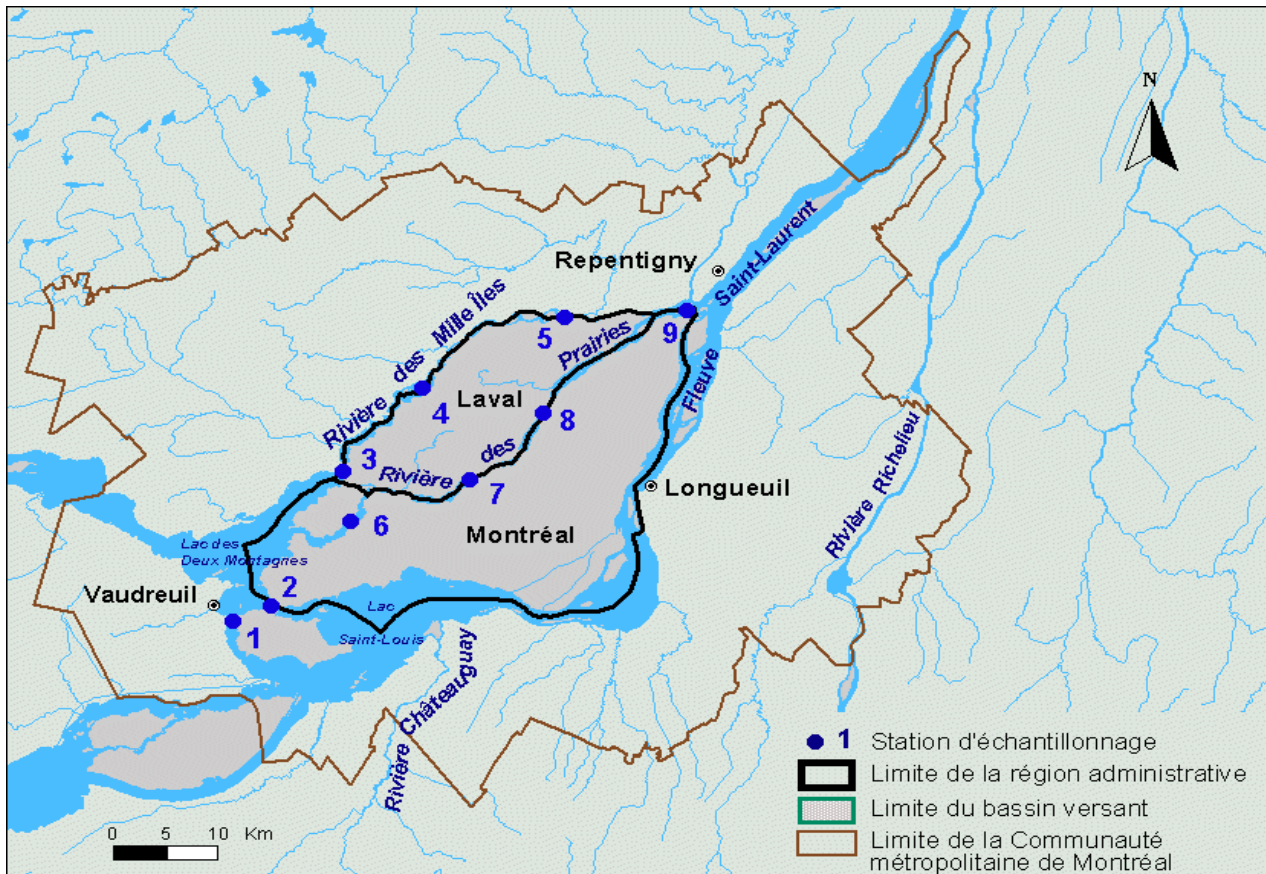 N
Repentigny
Saint-Laurent
Fleuve
Rivière des Mille Îles
5
9
Prairies
des
Rivière
4
Laval
8
3
7
Longueuil
6
Montréal
Rivière Richelieu
Lac des
Deux Montagnes
Vaudreuil
2
1
Lac
Saint-Louis
Rivière Châteauguay
1 Station d'échantillonnage
Limite de la région administrative
Limite du bassin versant
Limite de la Communauté
métropolitaine de Montréal
0 5 10 Km